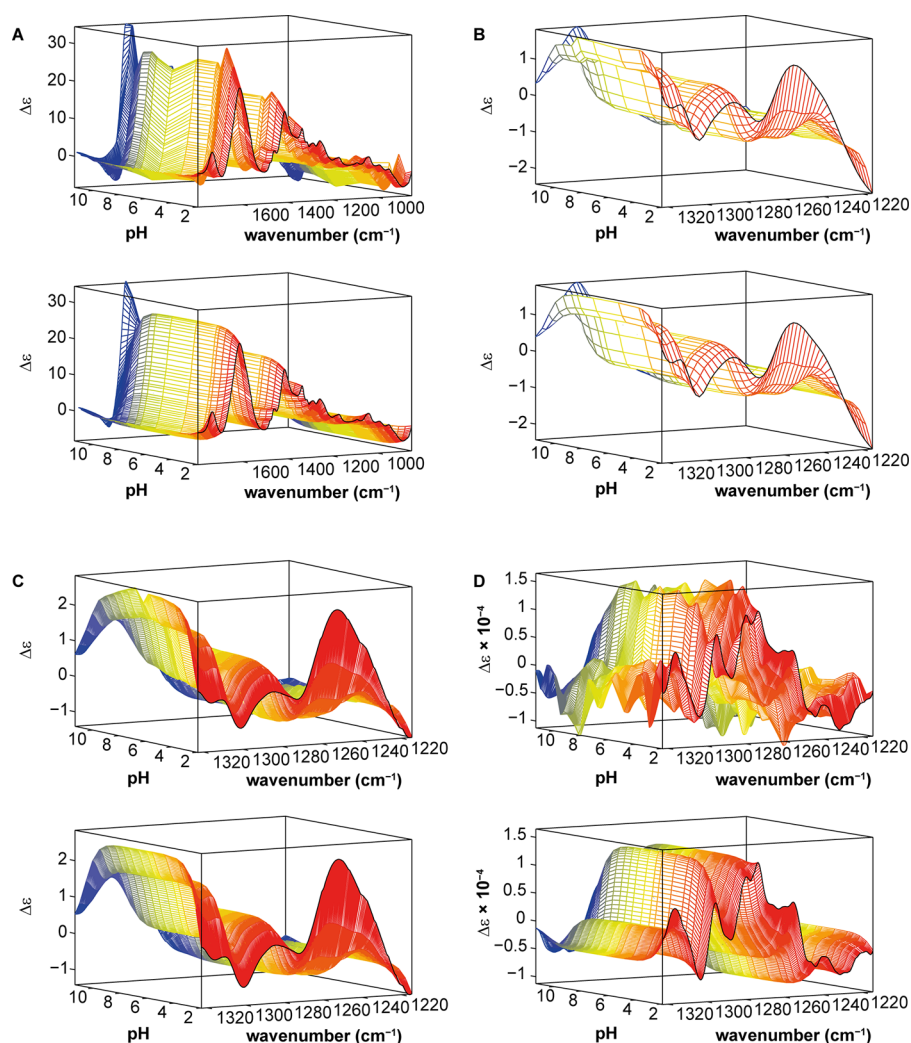 A
B
30
20
10
0
Δε
10 8 6 4 2
pH
1600 1400 1200 1000
wavenumber (cm⁻¹)
1
0
−1
−2
Δε
10 8 6 4 2
pH
1320 1300 1280 1260 1240 1220
wavenumber (cm⁻¹)
30
20
10
0
Δε
10 8 6 4 2
pH
1600 1400 1200 1000
wavenumber (cm⁻¹)
1
0
−1
−2
Δε
10 8 6 4 2
pH
1320 1300 1280 1260 1240 1220
wavenumber (cm⁻¹)
C
D
2
1
0
−1
Δε
10 8 6 4 2
pH
1320 1300 1280 1260 1240 1220
wavenumber (cm⁻¹)
1.5
1
0.5
0
−0.5
−1
Δε × 10⁻⁴
10 8 6 4 2
pH
1320 1300 1280 1260 1240 1220
wavenumber (cm⁻¹)
2
1
0
−1
Δε
10 8 6 4 2
pH
1320 1300 1280 1260 1240 1220
wavenumber (cm⁻¹)
1.5
1
0.5
0
−0.5
−1
Δε × 10⁻⁴
10 8 6 4 2
pH
1320 1300 1280 1260 1240 1220
wavenumber (cm⁻¹)